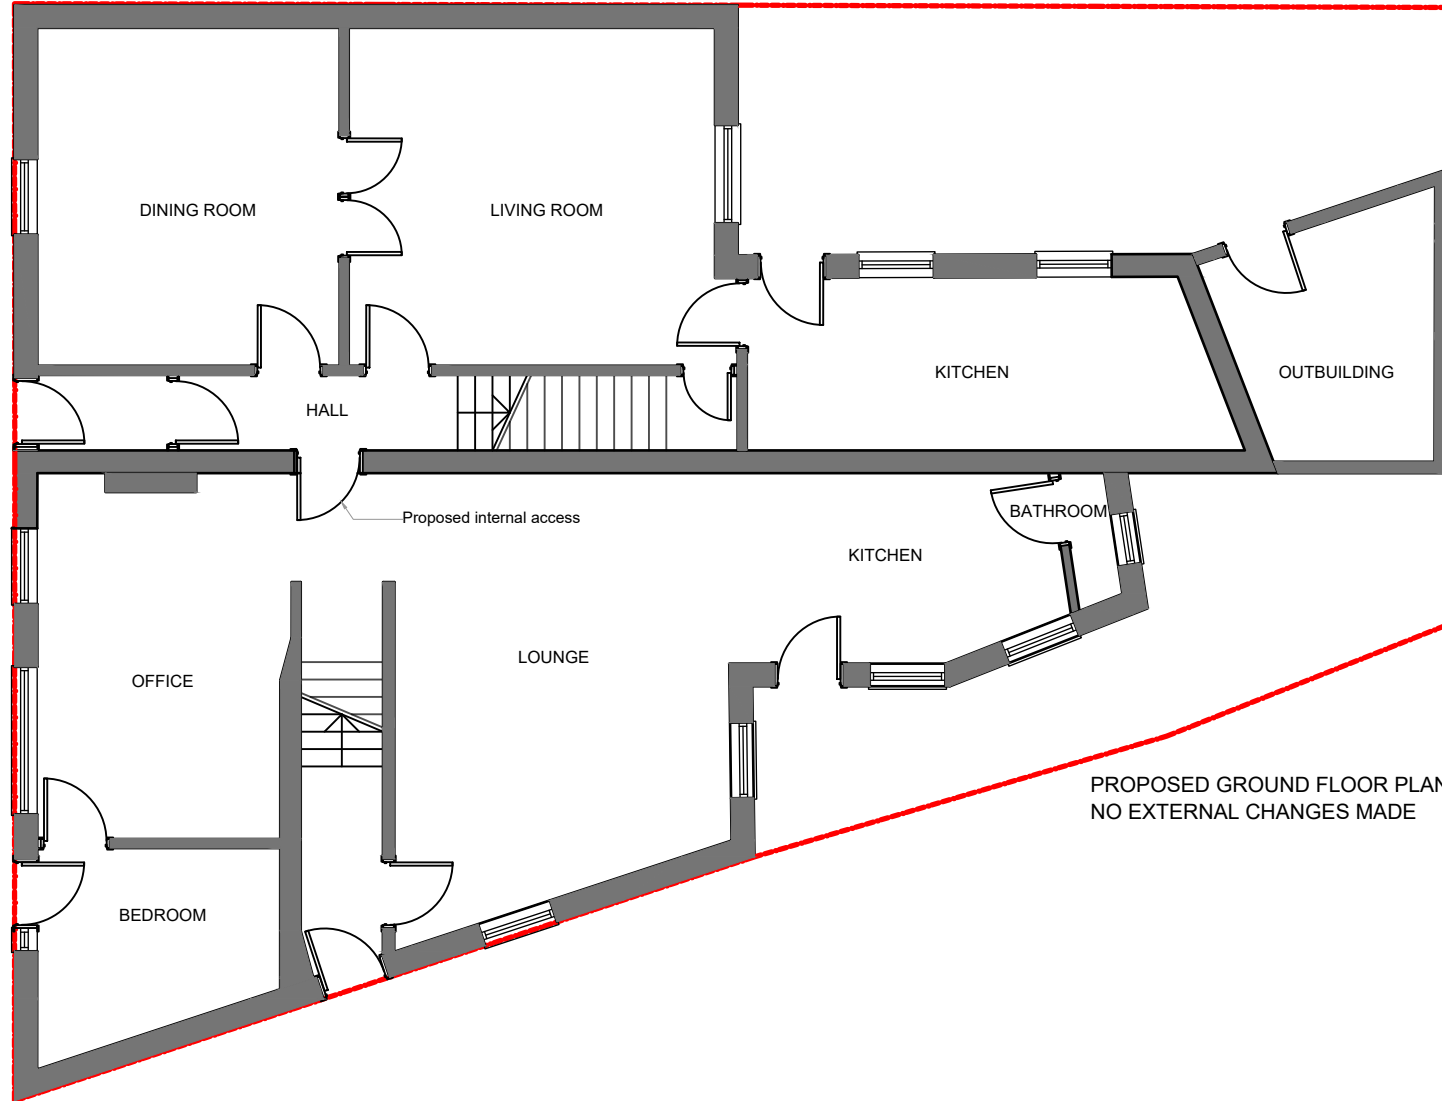 DINING ROOM
LIVING ROOM
KITCHEN
OUTBUILDING
HALL
BATHROOM
Proposed internal access
KITCHEN
LOUNGE
OFFICE
PROPOSED GROUND FLOOR PLAN
NO EXTERNAL CHANGES MADE
BEDROOM